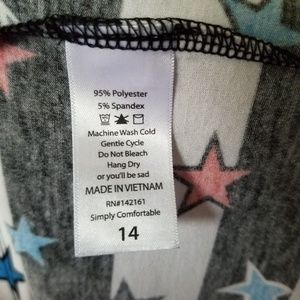 95% Polyester
5% Spandex
Machine Wash Cold
Gentle Cycle
Do Not Bleach
Hang Dry
or you'll be sad
MADE IN VIETNAM
RN#142161
Simply Comfortable
14